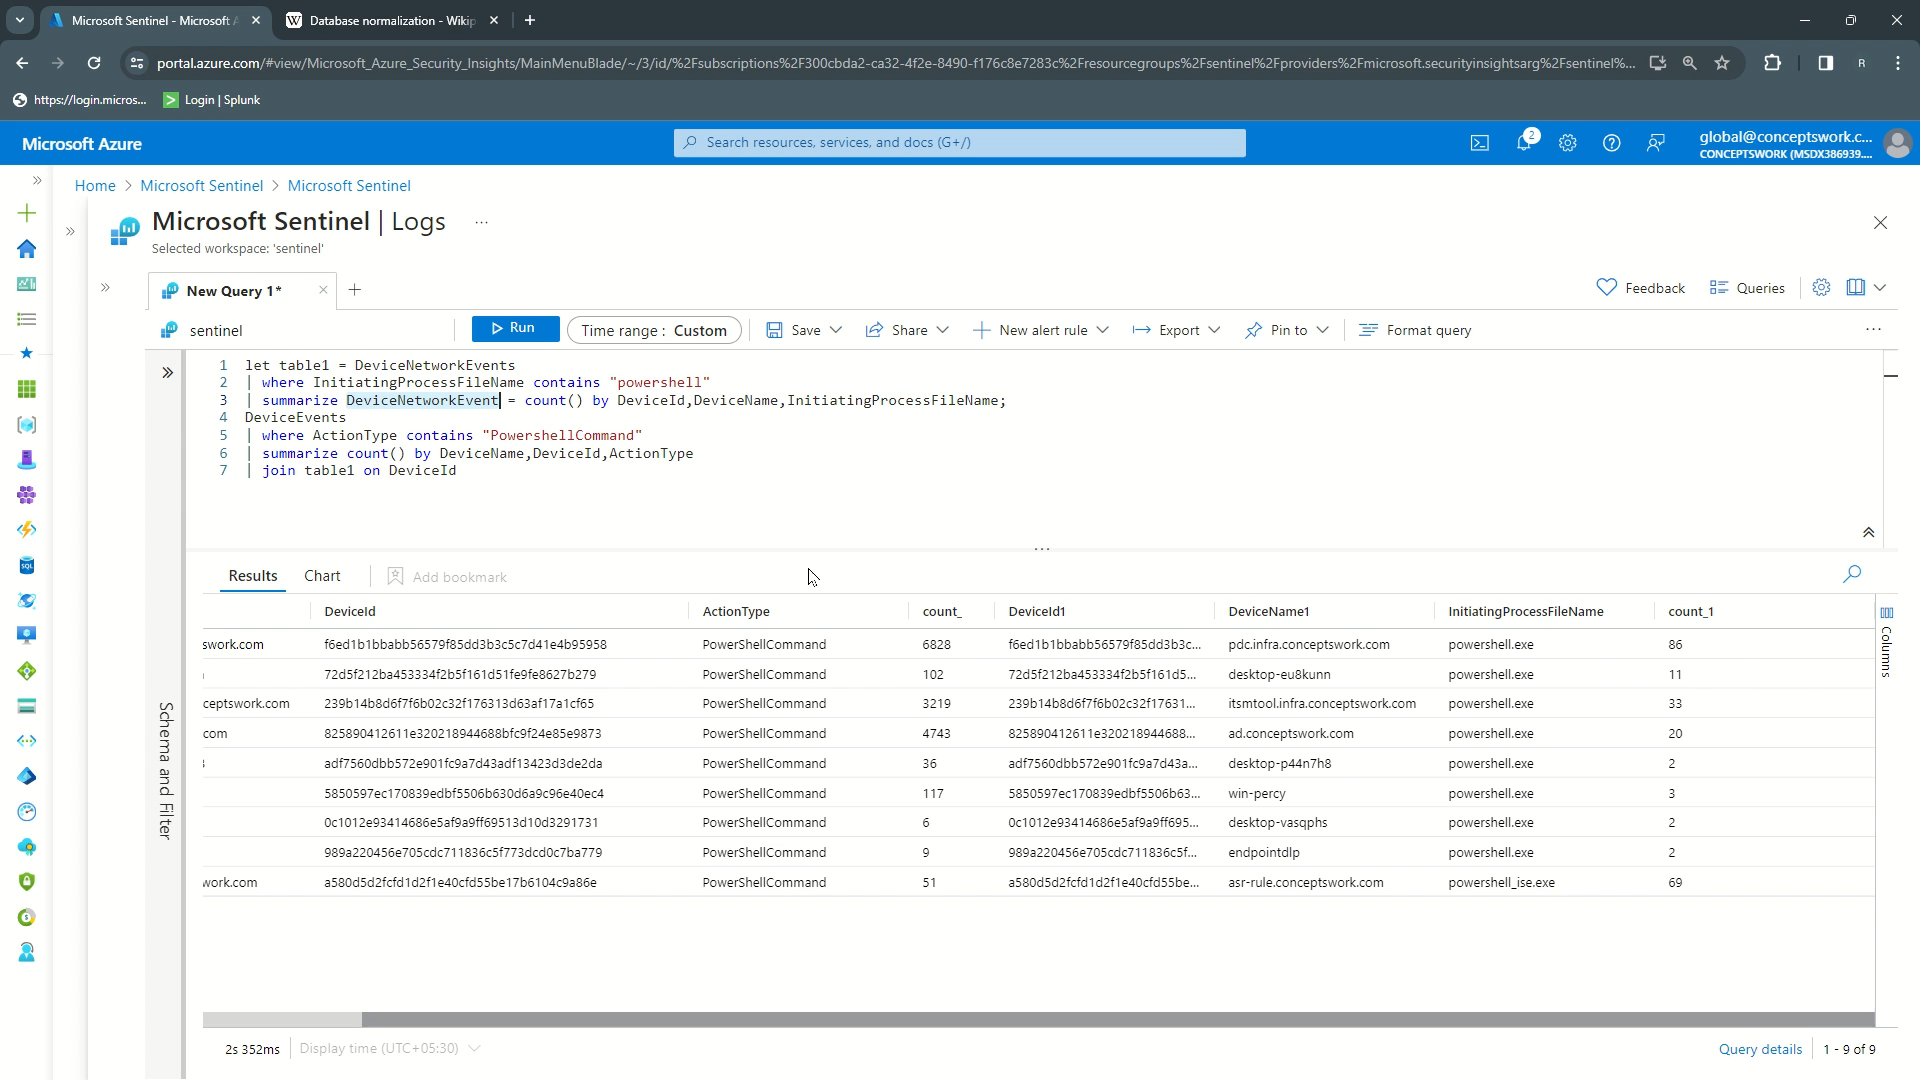 Microsoft Sentinel - Microsoft A
Database normalization - Wikip
portal.azure.com/#view/Microsoft_Azure_Security_Insights/MainMenuBlade/~/3/id/%2Fsubscriptions%2F300cbda2-ca32-4f2e-8490-f176c8e7283c%2Fresourcegroups%2Fsentinel%2Fproviders%2Fmicrosoft.securityinsightsarg%2Fsentinel%...
R
https://login.micros...
Login | Splunk
Microsoft Azure
Search resources, services, and docs (G+/)
2
global@conceptswork.c...
CONCEPTSWORK (MSDX386939....
Home > Microsoft Sentinel > Microsoft Sentinel
Microsoft Sentinel | Logs ...
Selected workspace: 'sentinel'
New Query 1*
Feedback
Queries
sentinel
Run
Time range : Custom
Save
Share
New alert rule
Export
Pin to
Format query
...
1 let table1 = DeviceNetworkEvents
2 | where InitiatingProcessFileName contains "powershell"
3 | summarize DeviceNetworkEvent = count() by DeviceId,DeviceName,InitiatingProcessFileName;
4 DeviceEvents
5 | where ActionType contains "PowershellCommand"
6 | summarize count() by DeviceName,DeviceId,ActionType
7 | join table1 on DeviceId
Schema and Filter
Results
Chart
Add bookmark
DeviceId ActionType count_ DeviceId1 DeviceName1 InitiatingProcessFileName count_1
swork.com f6ed1b1bbabb56579f85dd3b3c5c7d41e4b95958 PowerShellCommand 6828 f6ed1b1bbabb56579f85dd3b3c... pdc.infra.conceptswork.com powershell.exe 86
72d5f212ba453334f2b5f161d51fe9fe8627b279 PowerShellCommand 102 72d5f212ba453334f2b5f161d5... desktop-eu8kunn powershell.exe 11
ceptswork.com 239b14b8d6f7f6b02c32f176313d63af17a1cf65 PowerShellCommand 3219 239b14b8d6f7f6b02c32f17631... itsmtool.infra.conceptswork.com powershell.exe 33
com 825890412611e320218944688bfc9f24e85e9873 PowerShellCommand 4743 825890412611e320218944688... ad.conceptswork.com powershell.exe 20
adf7560dbb572e901fc9a7d43adf13423d3de2da PowerShellCommand 36 adf7560dbb572e901fc9a7d43a... desktop-p44n7h8 powershell.exe 2
5850597ec170839edbf5506b630d6a9c96e40ec4 PowerShellCommand 117 5850597ec170839edbf5506b63... win-percy powershell.exe 3
0c1012e93414686e5af9a9ff69513d10d3291731 PowerShellCommand 6 0c1012e93414686e5af9a9ff695... desktop-vasqphs powershell.exe 2
989a220456e705cdc711836c5f773dcd0c7ba779 PowerShellCommand 9 989a220456e705cdc711836c5f... endpointdlp powershell.exe 2
work.com a580d5d2fcfd1d2f1e40cfd55be17b6104c9a86e PowerShellCommand 51 a580d5d2fcfd1d2f1e40cfd55be... asr-rule.conceptswork.com powershell_ise.exe 69
Columns
2s 352ms
Display time (UTC+05:30)
Query details
1 - 9 of 9